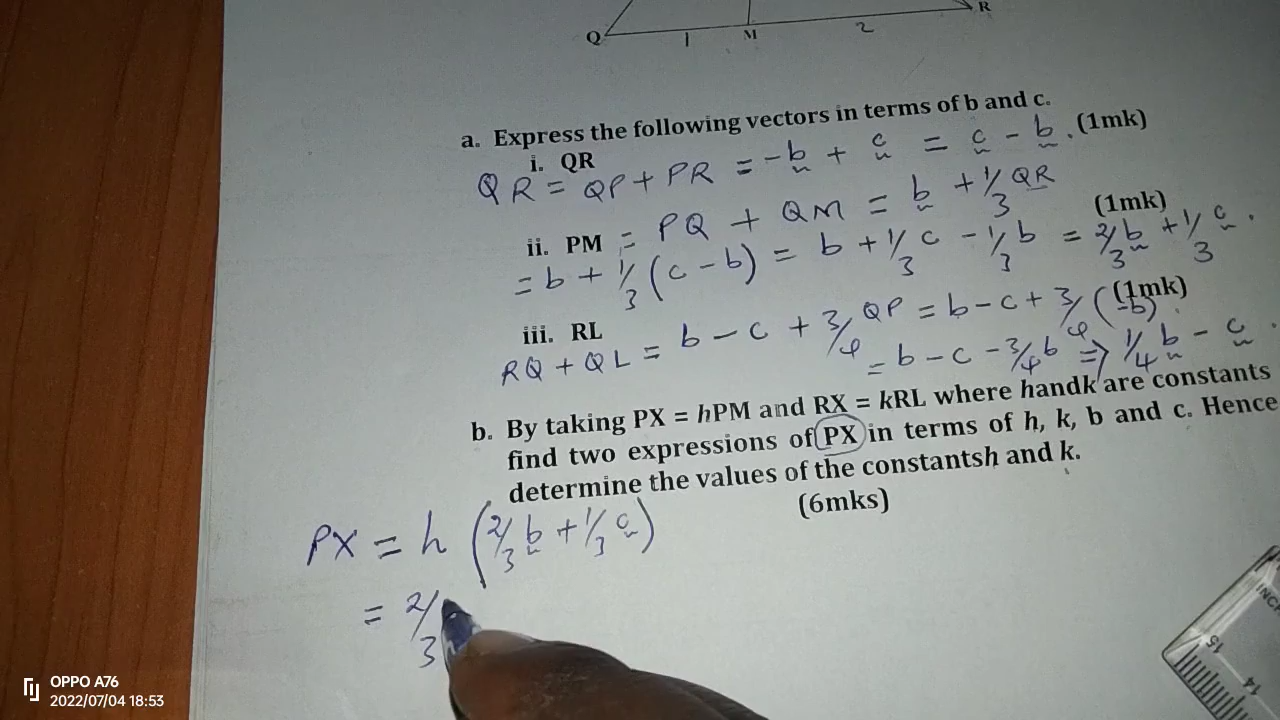 Q 1 M 2 R
a. Express the following vectors in terms of b and c.
i. QR (1mk)
QR = QP + PR = -b + c = c - b.
ii. PM = PQ + QM = b + 1/3 QR (1mk)
= b + 1/3 (c - b) = b + 1/3 c - 1/3 b = 2/3 b + 1/3 c.
iii. RL (1mk)
RQ + QL = b - c + 3/4 QP = b - c + 3/4 (-b)
= b - c - 3/4 b => 1/4 b - c.
b. By taking PX = hPM and RX = kRL where handk are constants
find two expressions of PX in terms of h, k, b and c. Hence
determine the values of the constantsh and k.
(6mks)
PX = h (2/3 b + 1/3 c)
= 2/3
INC
15
14
OPPO A76
2022/07/04 18:53